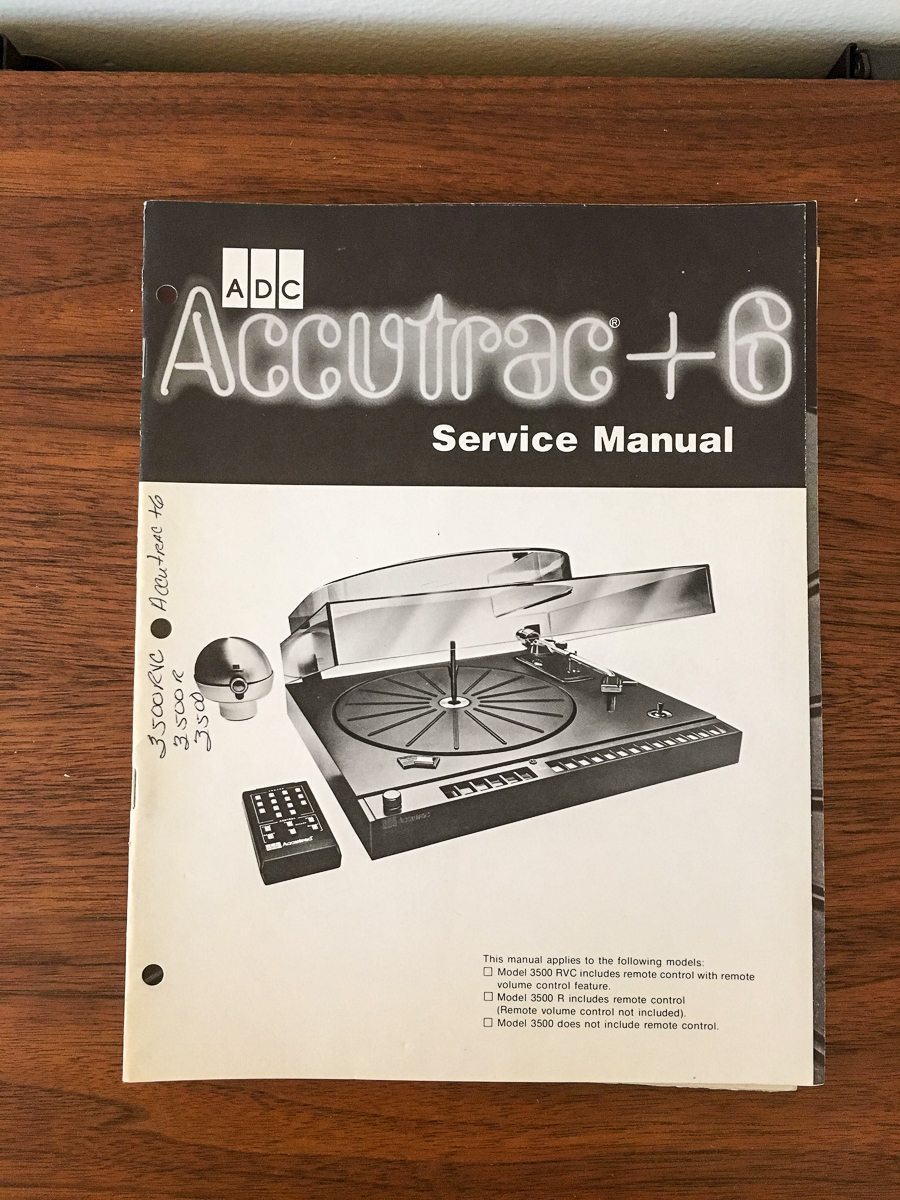 ADC
Accutrac® +6
Service Manual
Accutrac +6
3500RVC
3500R
3500
Accutrac
Accutrac
This manual applies to the following models:
☐ Model 3500 RVC includes remote control with remote
volume control feature.
☐ Model 3500 R includes remote control
(Remote volume control not included).
☐ Model 3500 does not include remote control.